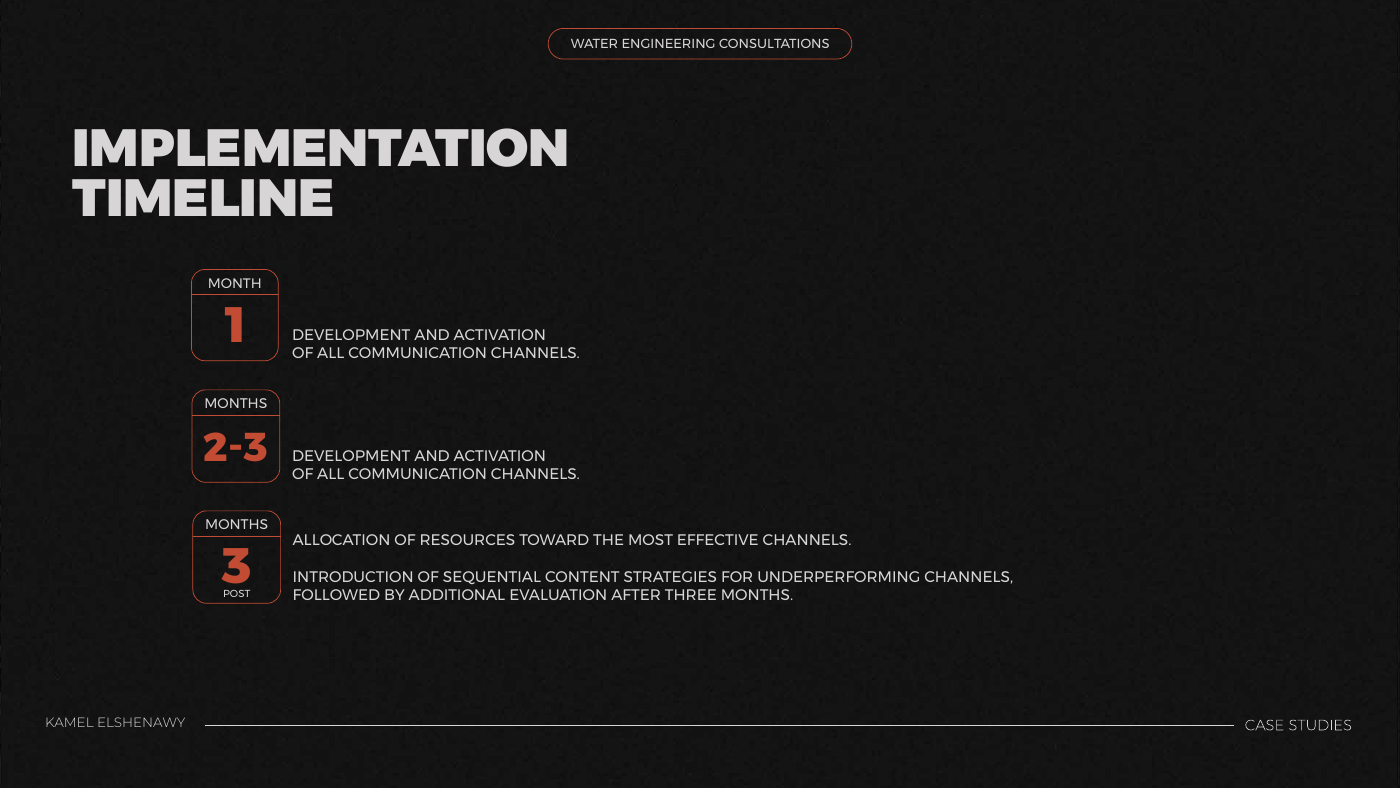 WATER ENGINEERING CONSULTATIONS
IMPLEMENTATION
TIMELINE
MONTH
1
DEVELOPMENT AND ACTIVATION
OF ALL COMMUNICATION CHANNELS.
MONTHS
2-3
DEVELOPMENT AND ACTIVATION
OF ALL COMMUNICATION CHANNELS.
MONTHS
3
POST
ALLOCATION OF RESOURCES TOWARD THE MOST EFFECTIVE CHANNELS.
INTRODUCTION OF SEQUENTIAL CONTENT STRATEGIES FOR UNDERPERFORMING CHANNELS,
FOLLOWED BY ADDITIONAL EVALUATION AFTER THREE MONTHS.
KAMEL ELSHENAWY
CASE STUDIES